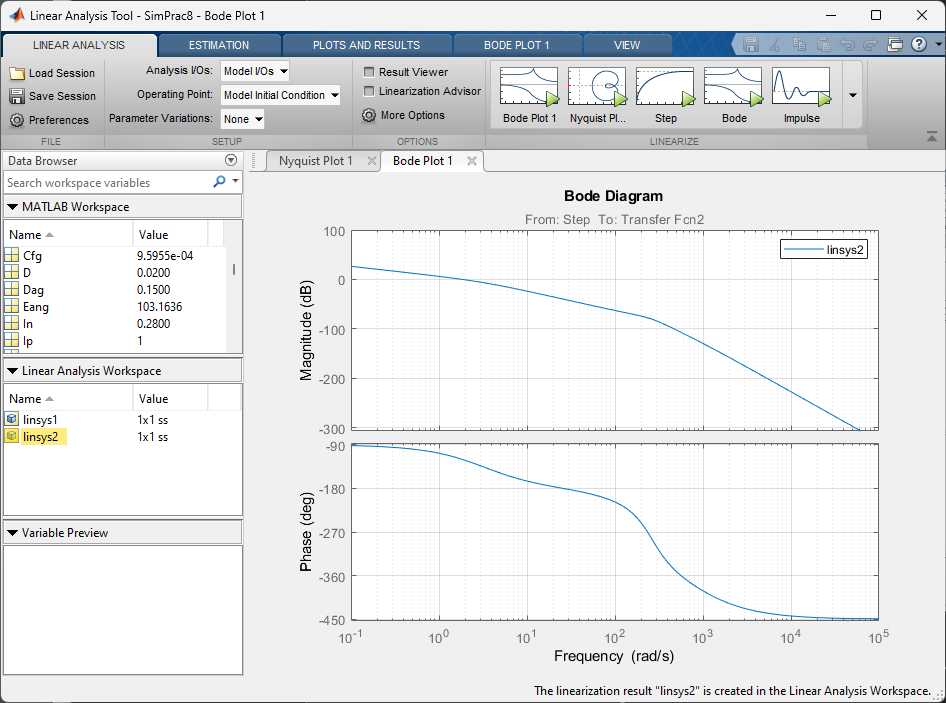 Linear Analysis Tool - SimPrac8 - Bode Plot 1
LINEAR ANALYSIS ESTIMATION PLOTS AND RESULTS BODE PLOT 1 VIEW
Load Session
Save Session
Preferences
FILE
Analysis I/Os: Model I/Os
Operating Point: Model Initial Condition
Parameter Variations: None
SETUP
Result Viewer
Linearization Advisor
More Options
OPTIONS
Bode Plot 1 Nyquist Pl... Step Bode Impulse
LINEARIZE
Data Browser
Search workspace variables
MATLAB Workspace
Name Value
Cfg 9.5955e-04
D 0.0200
Dag 0.1500
Eang 103.1636
In 0.2800
Ip 1
Linear Analysis Workspace
Name Value
linsys1 1x1 ss
linsys2 1x1 ss
Variable Preview
Nyquist Plot 1 Bode Plot 1
Bode Diagram
From: Step To: Transfer Fcn2
linsys2
Magnitude (dB)
100
0
-100
-200
-300
Phase (deg)
-90
-180
-270
-360
-450
10^-1 10^0 10^1 10^2 10^3 10^4 10^5
Frequency (rad/s)
The linearization result "linsys2" is created in the Linear Analysis Workspace.